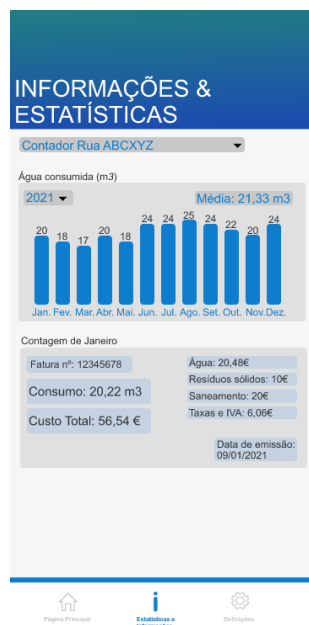 INFORMAÇÕES &
ESTATÍSTICAS
Contador Rua ABCXYZ
Água consumida (m3)
2021
Média: 21,33 m3
20 18 17 20 18 24 24 25 24 22 20 24
Jan. Fev. Mar. Abr. Mai. Jun. Jul. Ago. Set. Out. Nov. Dez.
Contagem de Janeiro
Fatura nº: 12345678
Consumo: 20,22 m3
Custo Total: 56,54 €
Água: 20,48€
Resíduos sólidos: 10€
Saneamento: 20€
Taxas e IVA: 6,06€
Data de emissão:
09/01/2021
Página Principal
Estatísticas e
Definições